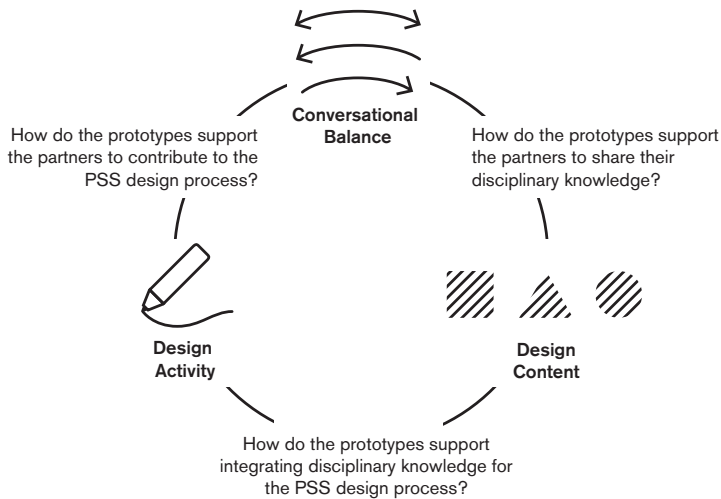 Conversational
Balance
How do the prototypes support
the partners to contribute to the
PSS design process?
How do the prototypes support
the partners to share their
disciplinary knowledge?
Design
Activity
Design
Content
How do the prototypes support
integrating disciplinary knowledge for
the PSS design process?